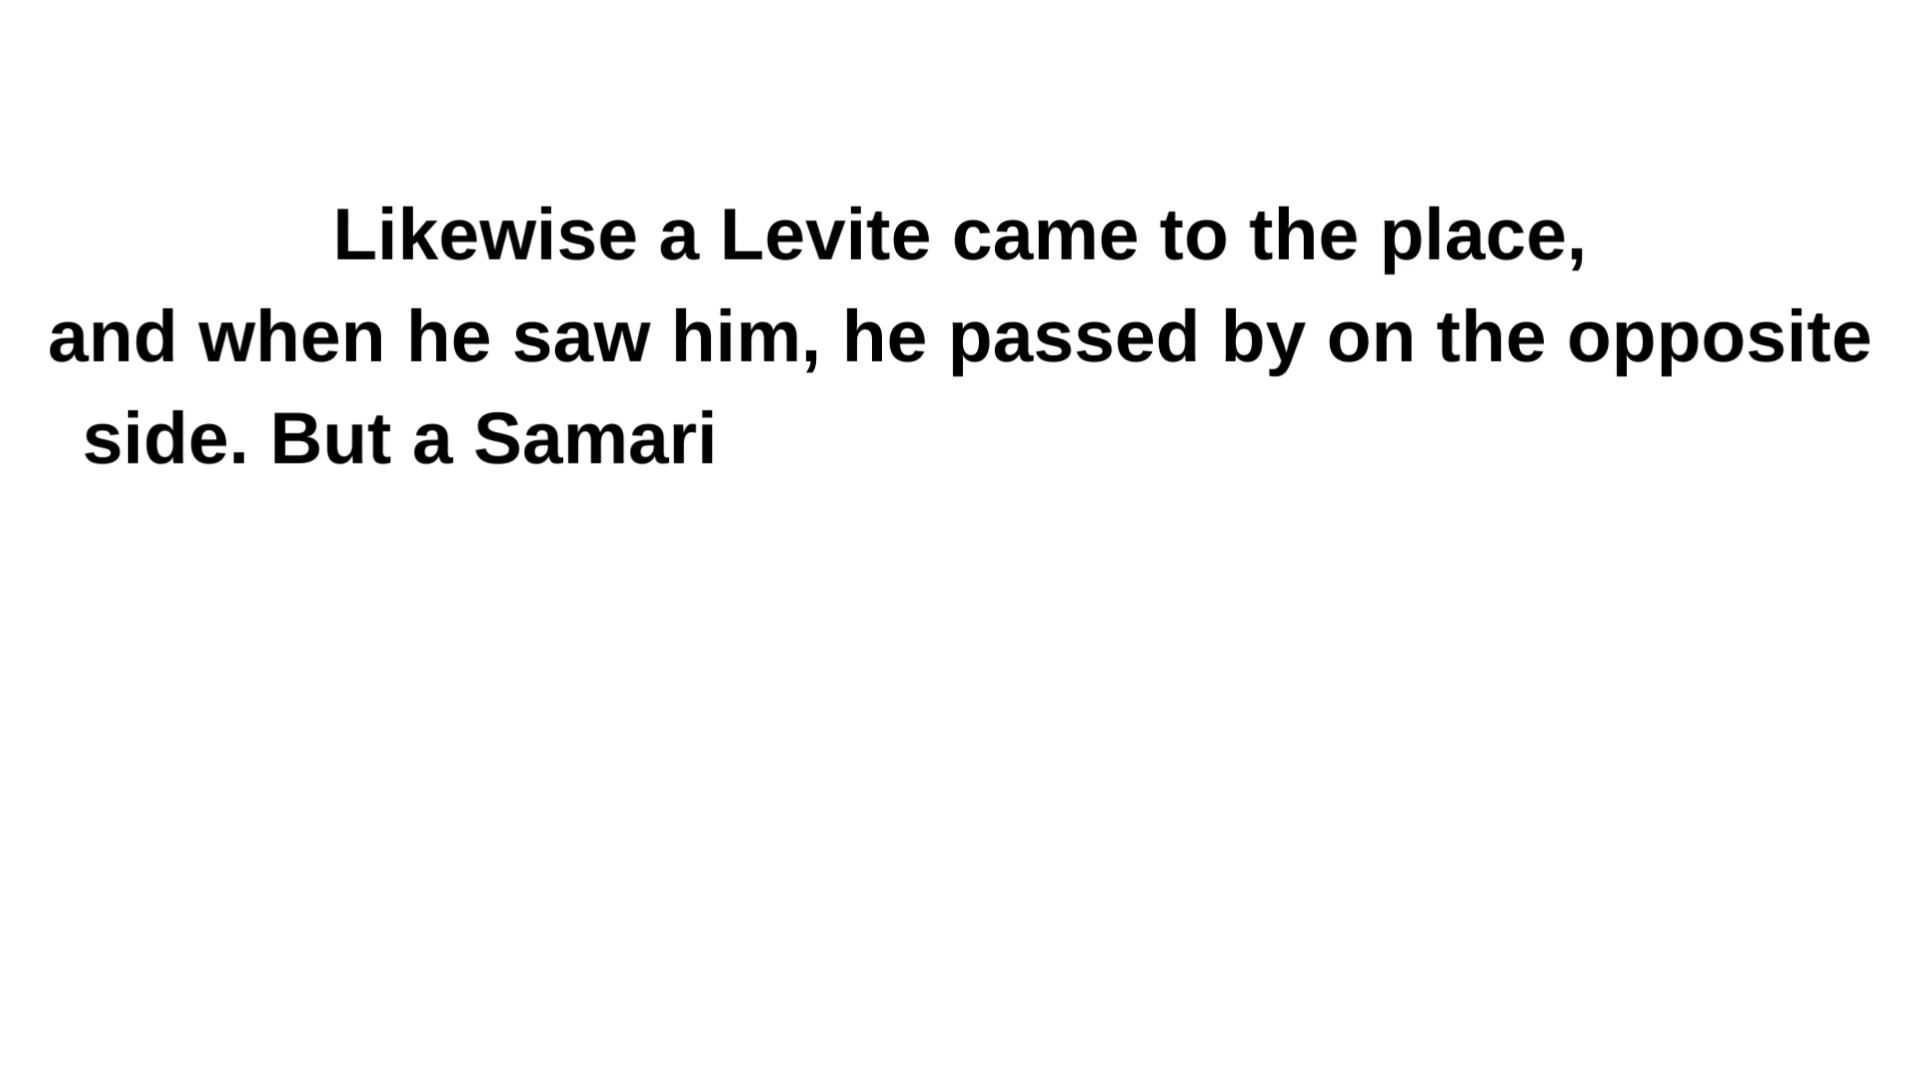 Likewise a Levite came to the place,
and when he saw him, he passed by on the opposite
side. But a Samari